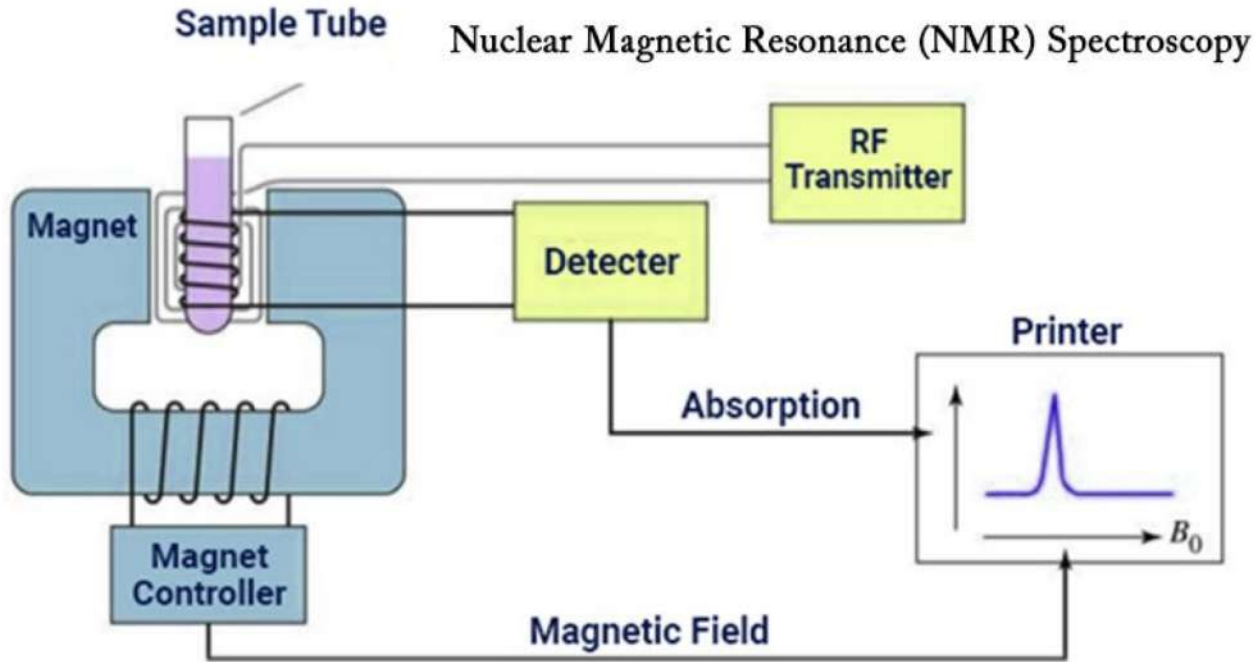 Sample Tube
Nuclear Magnetic Resonance (NMR) Spectroscopy
RF
Transmitter
Magnet
Detecter
Printer
Absorption
B₀
Magnet
Controller
Magnetic Field